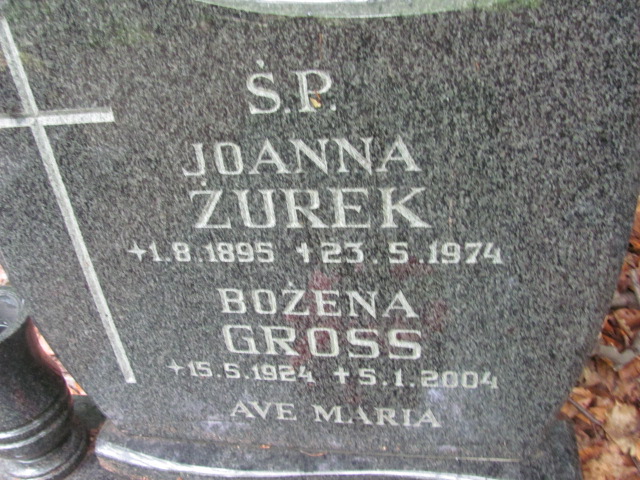 Ś.P.
JOANNA
ŻUREK
*1.8.1895 †23.5.1974
BOŻENA
GROSS
*15.5.1924 †5.1.2004
AVE MARIA